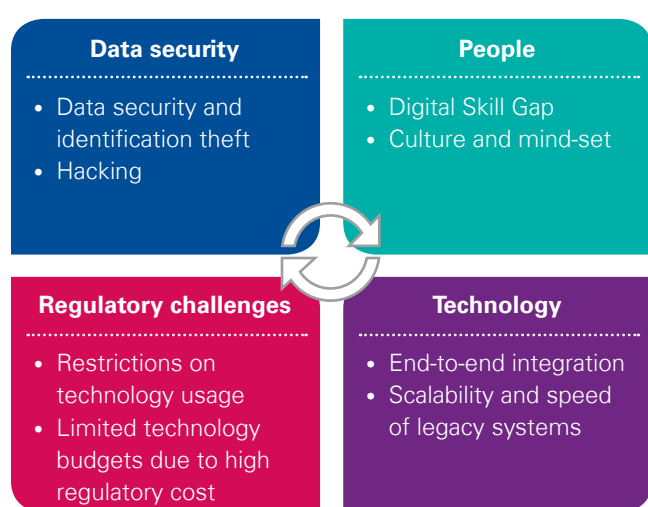 Data security
• Data security and
identification theft
• Hacking
People
• Digital Skill Gap
• Culture and mind-set
Regulatory challenges
• Restrictions on
technology usage
• Limited technology
budgets due to high
regulatory cost
Technology
• End-to-end integration
• Scalability and speed
of legacy systems